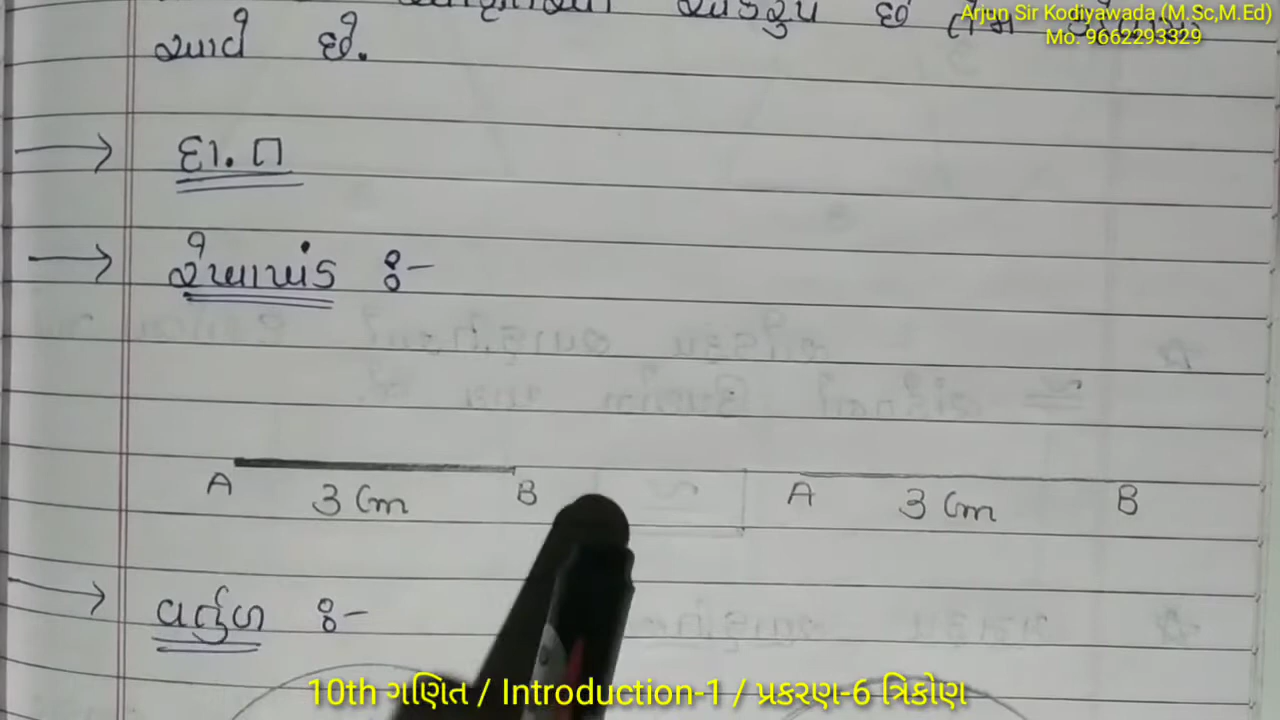 Arjun Sir Kodiyawada (M.Sc,M.Ed)
Mo. 9662293329
આવે છે.
→ દા.ત
→ રેખાખંડ :-
A 3 Cm B A 3 Cm B
→ વર્તુળ :-
10th ગણિત / Introduction-1 / પ્રકરણ-6 ત્રિકોણ